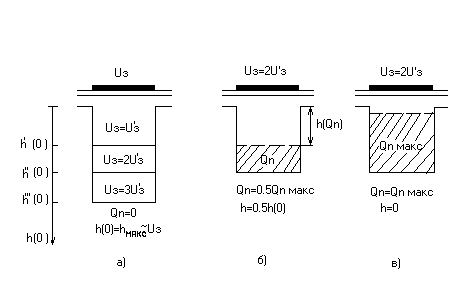 Uз
Uз=2U'з
Uз=2U'з
Uз=U'з
h(Qn)
h' (0)
Qn
Qn макс
h'' (0)
Uз=2U'з
h''' (0)
Uз=3U'з
Qn=0
Qn=0.5Qn макс
Qn=Qn макс
h(0)=hмакс~Uз
h=0.5h(0)
h=0
h(0)
а)
б)
в)